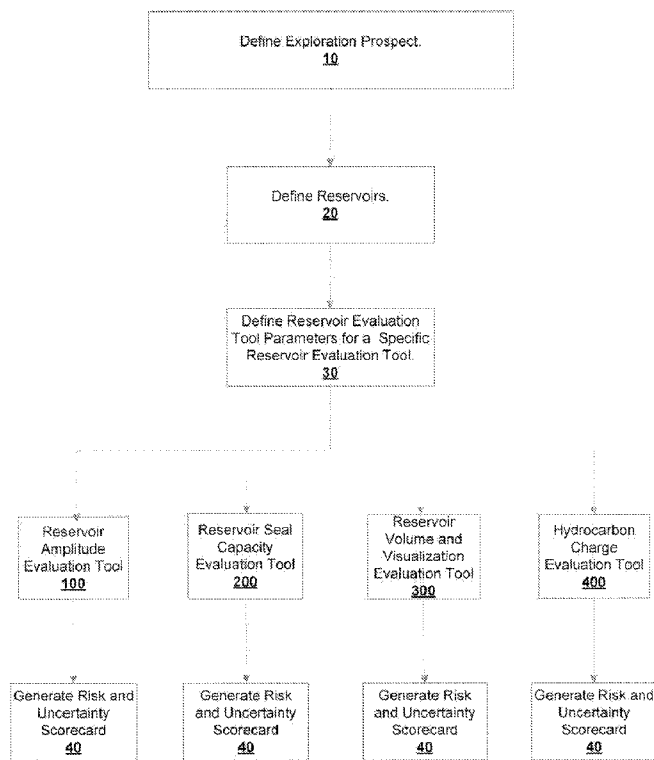 Define Exploration Prospect.
10
Define Reservoirs.
20
Define Reservoir Evaluation
Tool Parameters for a Specific
Reservoir Evaluation Tool.
30
Reservoir
Amplitude
Evaluation Tool
100
Reservoir Seal
Capacity
Evaluation Tool
200
Reservoir
Volume and
Visualization
Evaluation Tool
300
Hydrocarbon
Charge
Evaluation Tool
400
Generate Risk and
Uncertainty
Scorecard
40
Generate Risk
and Uncertainty
Scorecard
40
Generate Risk
and Uncertainty
Scorecard
40
Generate Risk and
Uncertainty
Scorecard
40